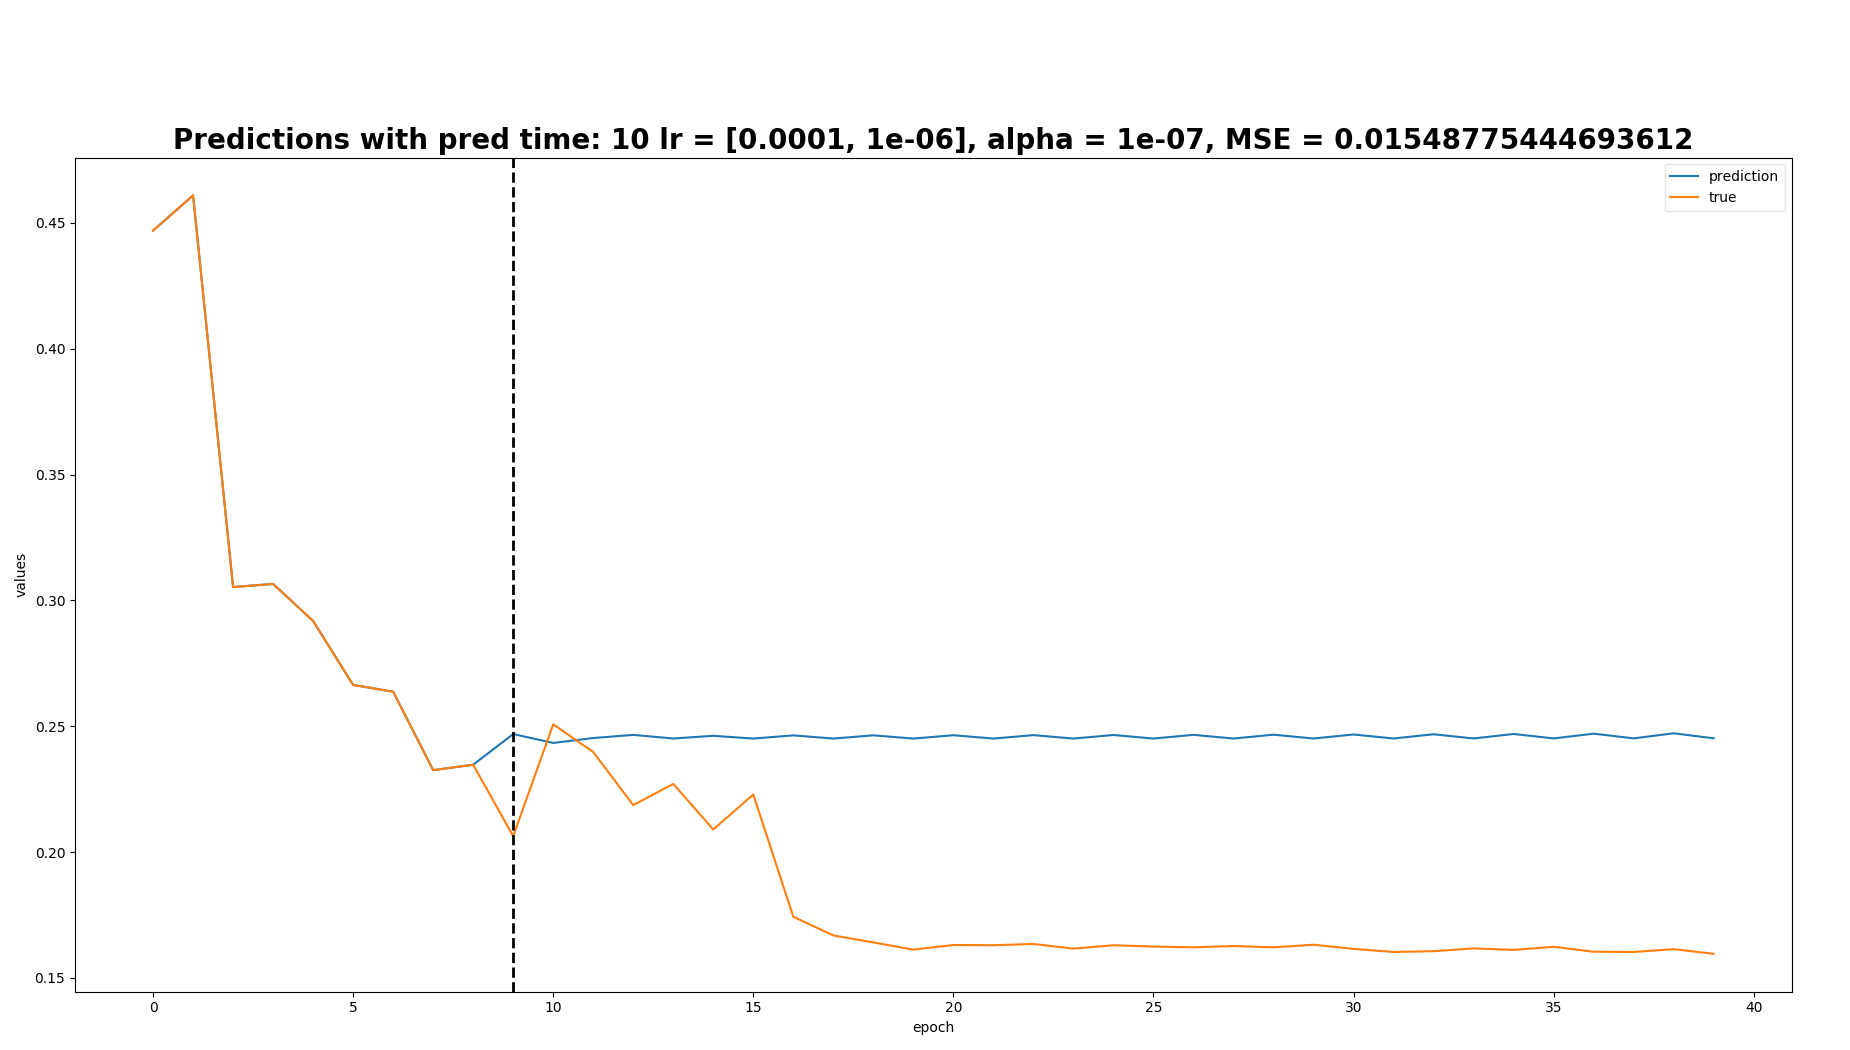 Predictions with pred time: 10 lr = [0.0001, 1e-06], alpha = 1e-07, MSE = 0.01548775444693612
prediction
true
0.45
0.40
0.35
0.30
0.25
0.20
0.15
values
0 5 10 15 20 25 30 35 40
epoch